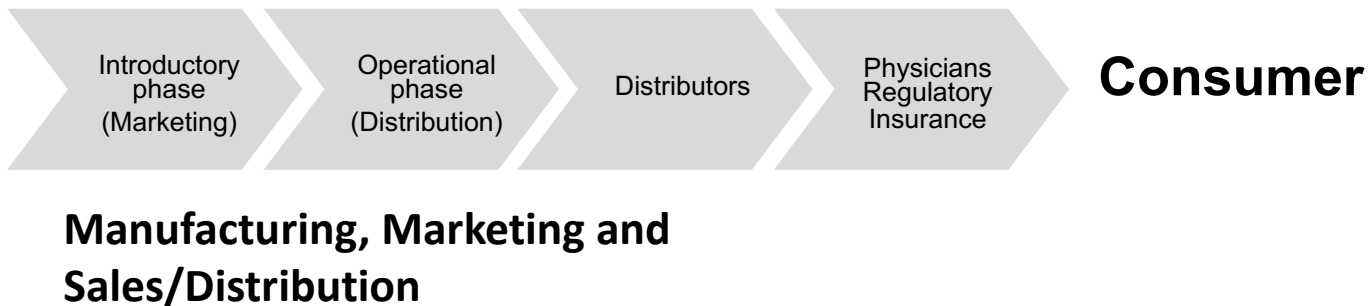 Introductory
phase
(Marketing)
Operational
phase
(Distribution)
Distributors
Physicians
Regulatory
Insurance
Consumer
Manufacturing, Marketing and
Sales/Distribution